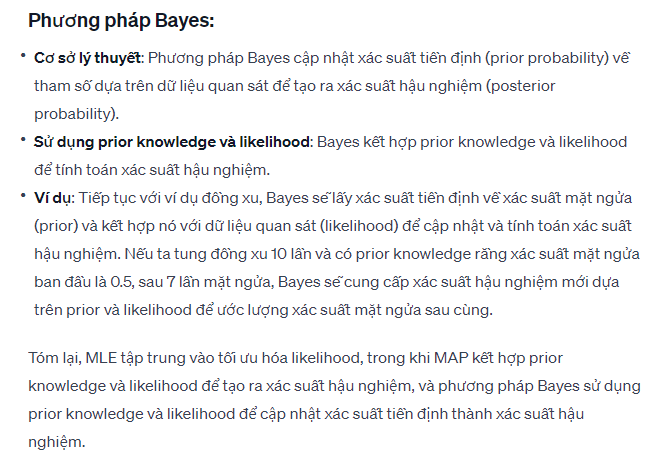 Phương pháp Bayes:
• Cơ sở lý thuyết: Phương pháp Bayes cập nhật xác suất tiền định (prior probability) về
tham số dựa trên dữ liệu quan sát để tạo ra xác suất hậu nghiệm (posterior
probability).
• Sử dụng prior knowledge và likelihood: Bayes kết hợp prior knowledge và likelihood
để tính toán xác suất hậu nghiệm.
• Ví dụ: Tiếp tục với ví dụ đồng xu, Bayes sẽ lấy xác suất tiền định về xác suất mặt ngửa
(prior) và kết hợp nó với dữ liệu quan sát (likelihood) để cập nhật và tính toán xác suất
hậu nghiệm. Nếu ta tung đồng xu 10 lần và có prior knowledge rằng xác suất mặt ngửa
ban đầu là 0.5, sau 7 lần mặt ngửa, Bayes sẽ cung cấp xác suất hậu nghiệm mới dựa
trên prior và likelihood để ước lượng xác suất mặt ngửa sau cùng.
Tóm lại, MLE tập trung vào tối ưu hóa likelihood, trong khi MAP kết hợp prior
knowledge và likelihood để tạo ra xác suất hậu nghiệm, và phương pháp Bayes sử dụng
prior knowledge và likelihood để cập nhật xác suất tiền định thành xác suất hậu
nghiệm.